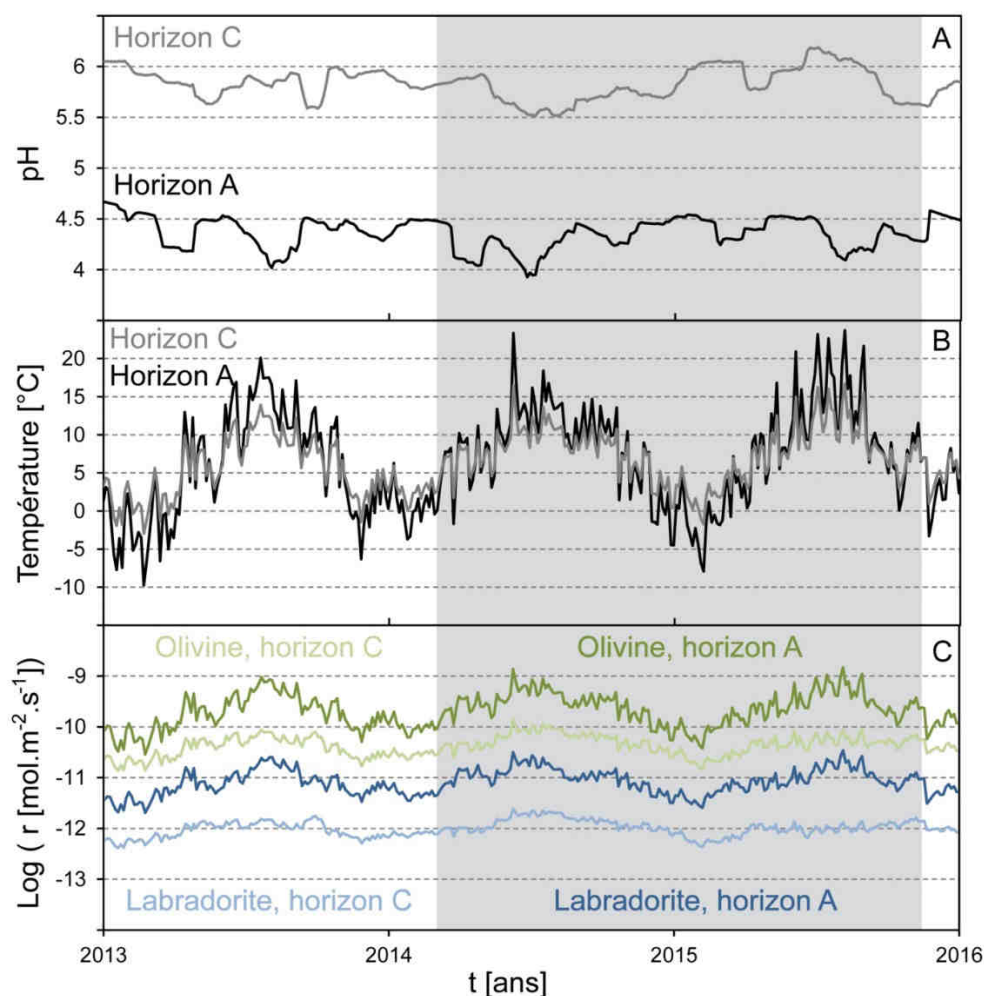 Horizon C
A
6
5.5
5
4.5
4
pH
Horizon A
Horizon C
Horizon A
B
20
15
10
5
0
-5
-10
Température [°C]
Olivine, horizon C
Olivine, horizon A
C
-9
-10
-11
-12
-13
Log ( r [mol.m-2.s-1])
Labradorite, horizon C
Labradorite, horizon A
2013
2014
2015
2016
t [ans]